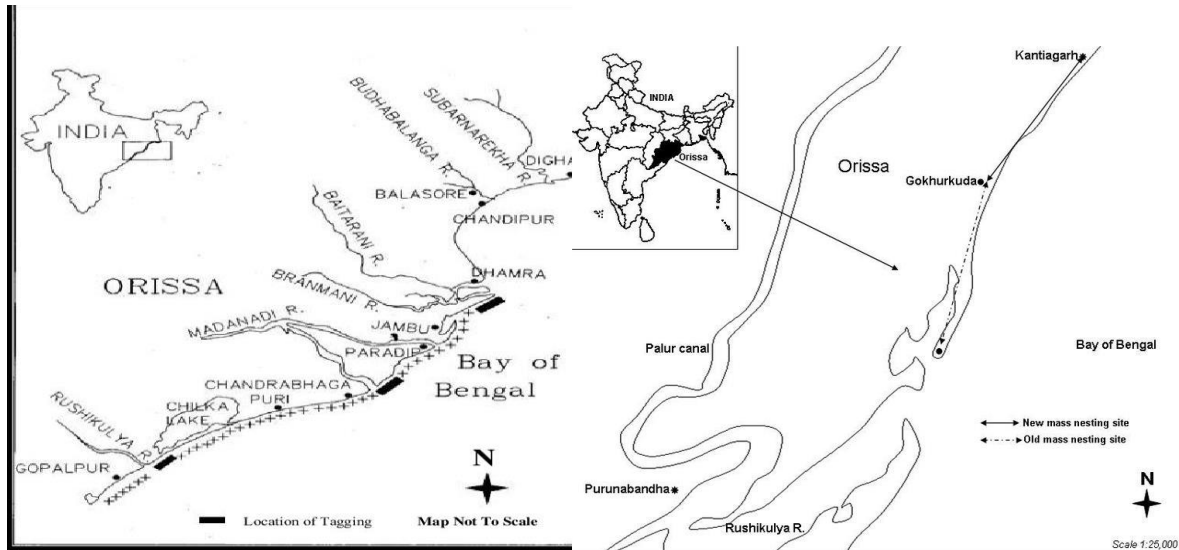 INDIA
BUDHABALANGA R.
SUBARNAREKHA R.
DIGHA
BALASORE
CHANDIPUR
BAITARANI R.
DHAMRA
BRANMANI R.
ORISSA
MADANADI R.
JAMBU
PARADIP
Bay of
Bengal
CHANDRABHAGA
PURI
CHILKA
LAKE
RUSHIKULYA R.
GOPALPUR
N
Location of Tagging
Map Not To Scale
Kantiagarh
INDIA
Orissa
Orissa
Gokhurkuda
Palur canal
Bay of Bengal
New mass nesting site
Old mass nesting site
N
Purunabandha
Rushikulya R.
Scale 1:25,000